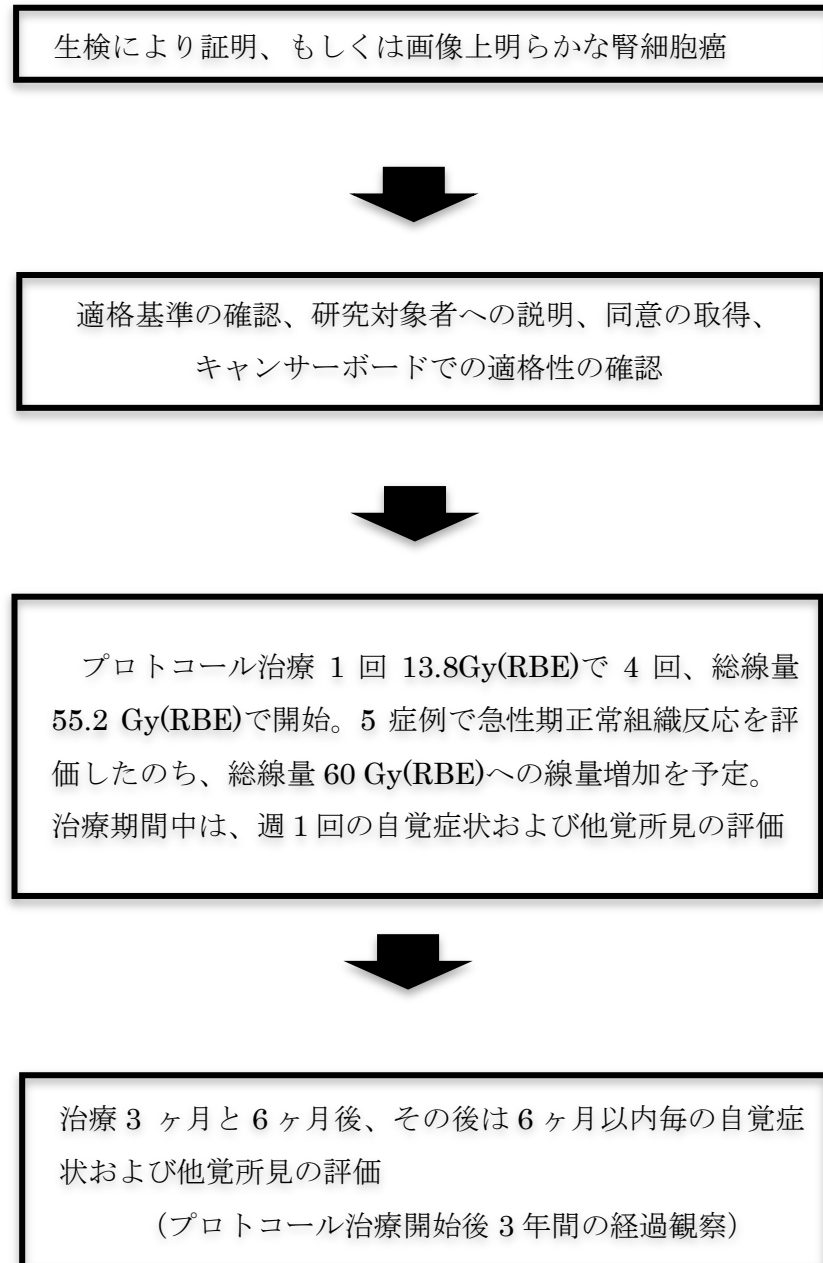 生検により証明、もしくは画像上明らかな腎細胞癌
適格基準の確認、研究対象者への説明、同意の取得、
キャンサーボードでの適格性の確認
プロトコール治療 1 回 13.8Gy(RBE)で 4 回、総線量
55.2 Gy(RBE)で開始。5 症例で急性期正常組織反応を評
価したのち、総線量 60 Gy(RBE)への線量増加を予定。
治療期間中は、週 1 回の自覚症状および他覚所見の評価
治療 3 ヶ月と 6 ヶ月後、その後は 6 ヶ月以内毎の自覚症
状および他覚所見の評価
（プロトコール治療開始後 3 年間の経過観察）